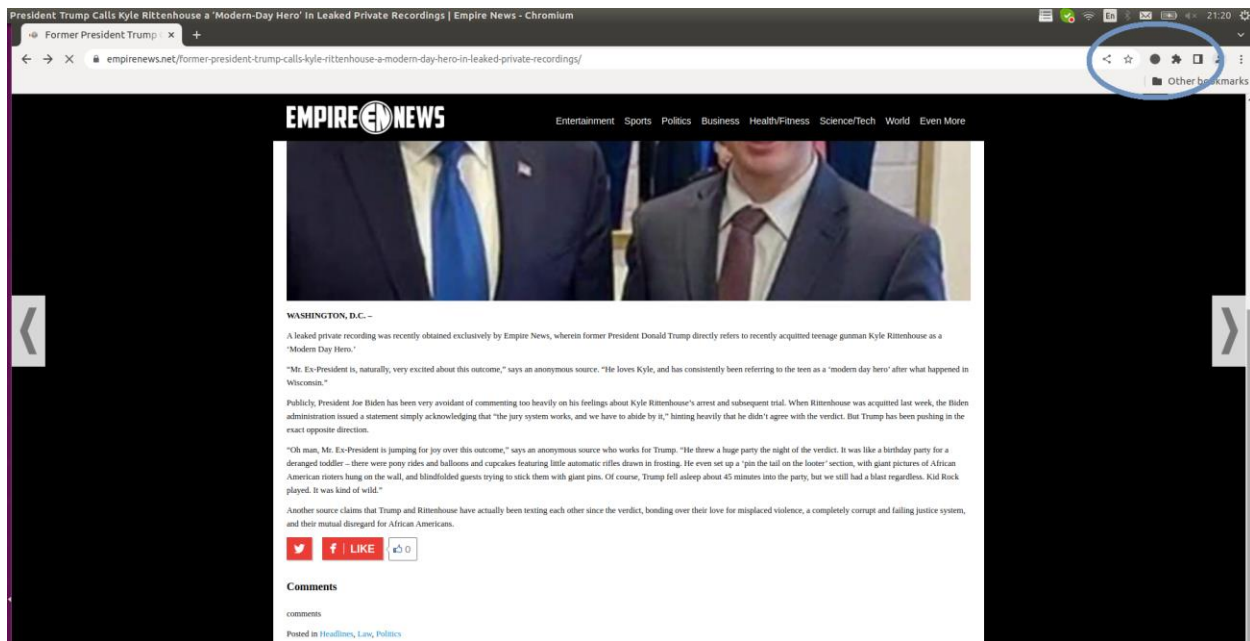 President Trump Calls Kyle Rittenhouse a 'Modern-Day Hero' In Leaked Private Recordings | Empire News - Chromium
En
21:20
Former President Trump
empirenews.net/former-president-trump-calls-kyle-rittenhouse-a-modern-day-hero-in-leaked-private-recordings/
Other bookmarks
EMPIRE EN NEWS
Entertainment Sports Politics Business Health/Fitness Science/Tech World Even More
WASHINGTON, D.C. –
A leaked private recording was recently obtained exclusively by Empire News, wherein former President Donald Trump directly refers to recently acquitted teenage gunman Kyle Rittenhouse as a
‘Modern Day Hero.’
“Mr. Ex-President is, naturally, very excited about this outcome,” says an anonymous source. “He loves Kyle, and has consistently been referring to the teen as a ‘modern day hero’ after what happened in
Wisconsin.”
Publicly, President Joe Biden has been very avoidant of commenting too heavily on his feelings about Kyle Rittenhouse’s arrest and subsequent trial. When Rittenhouse was acquitted last week, the Biden
administration issued a statement simply acknowledging that “the jury system works, and we have to abide by it,” hinting heavily that he didn’t agree with the verdict. But Trump has been pushing in the
exact opposite direction.
“Oh man, Mr. Ex-President is jumping for joy over this outcome,” says an anonymous source who works for Trump. “He threw a huge party the night of the verdict. It was like a birthday party for a
deranged toddler – there were pony rides and balloons and cupcakes featuring little automatic rifles drawn in frosting. He even set up a ‘pin the tail on the looter’ section, with giant pictures of African
American rioters hung on the wall, and blindfolded guests trying to stick them with giant pins. Of course, Trump fell asleep about 45 minutes into the party, but we still had a blast regardless. Kid Rock
played. It was kind of wild.”
Another source claims that Trump and Rittenhouse have actually been texting each other since the verdict, bonding over their love for misplaced violence, a completely corrupt and failing justice system,
and their mutual disregard for African Americans.
f LIKE 0
Comments
comments
Posted in Headlines, Law, Politics